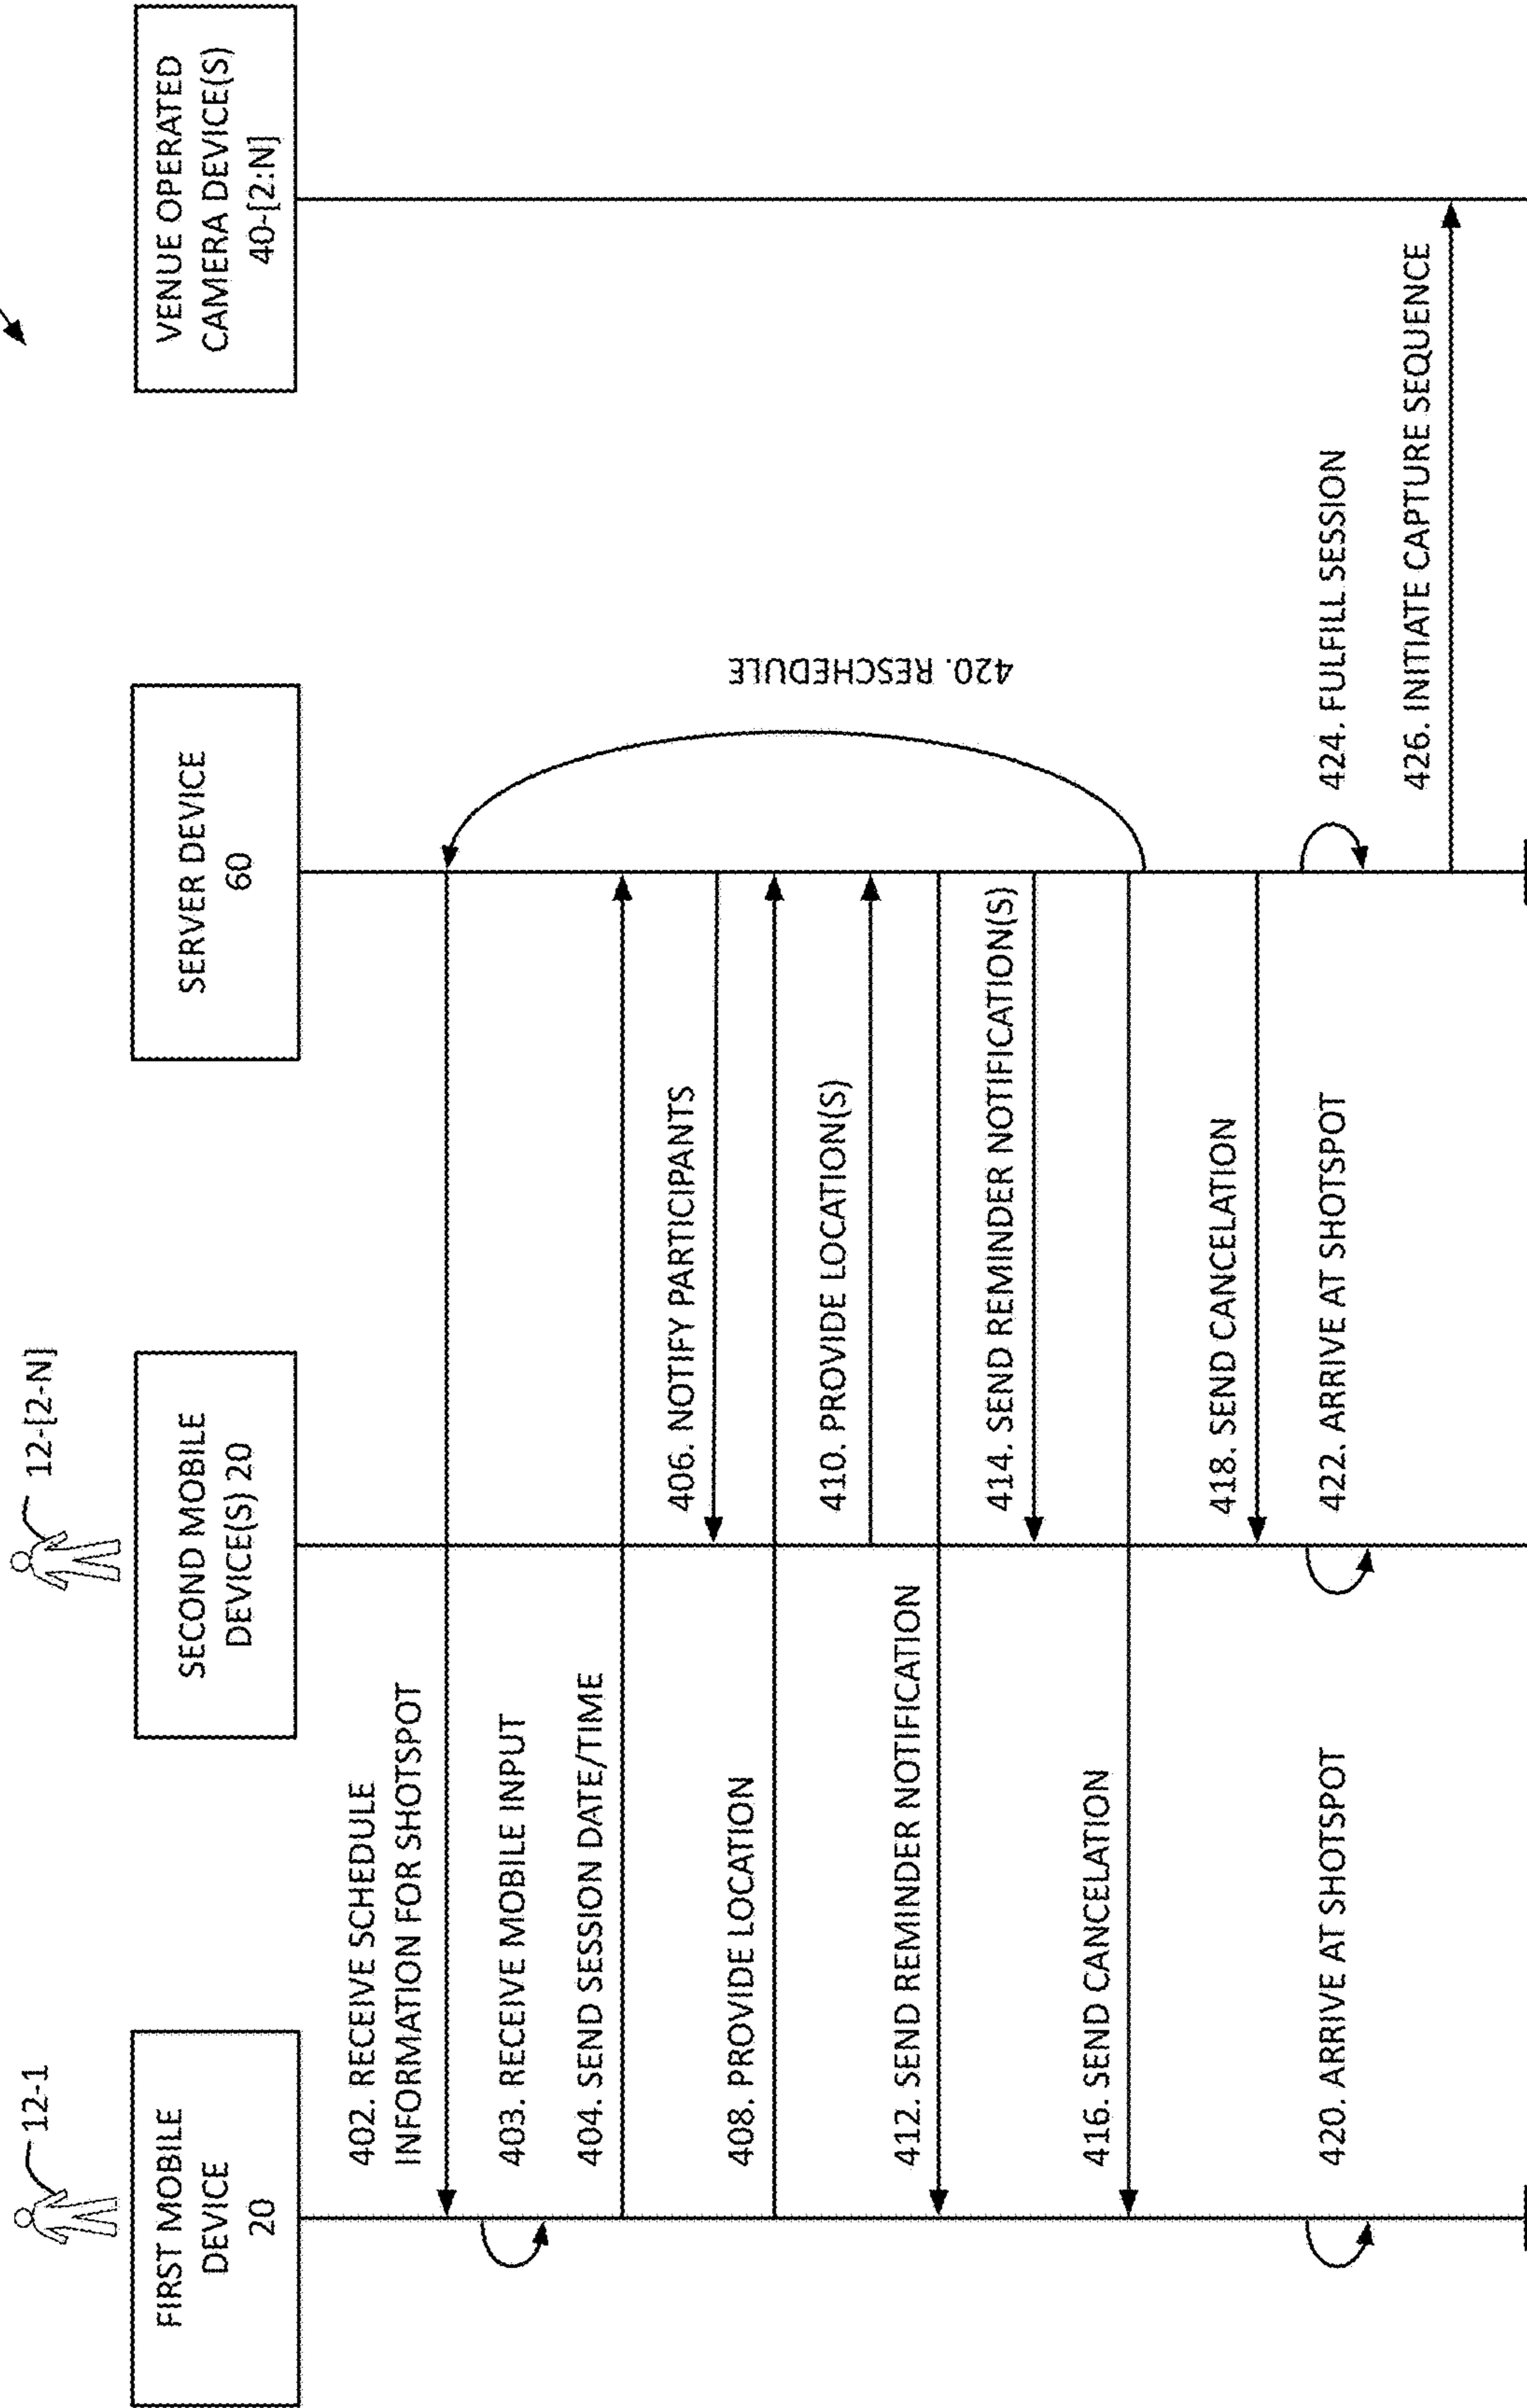 12-1
12-[2-N]
FIRST MOBILE
DEVICE
20
SECOND MOBILE
DEVICE(S) 20
SERVER DEVICE
60
VENUE OPERATED
CAMERA DEVICE(S)
40-[2:N]
402. RECEIVE SCHEDULE
INFORMATION FOR SHOTSPOT
403. RECEIVE MOBILE INPUT
404. SEND SESSION DATE/TIME
406. NOTIFY PARTICIPANTS
408. PROVIDE LOCATION
410. PROVIDE LOCATION(S)
412. SEND REMINDER NOTIFICATION
414. SEND REMINDER NOTIFICATION(S)
416. SEND CANCELATION
420. RESCHEDULE
418. SEND CANCELATION
420. ARRIVE AT SHOTSPOT
422. ARRIVE AT SHOTSPOT
424. FULFILL SESSION
426. INITIATE CAPTURE SEQUENCE